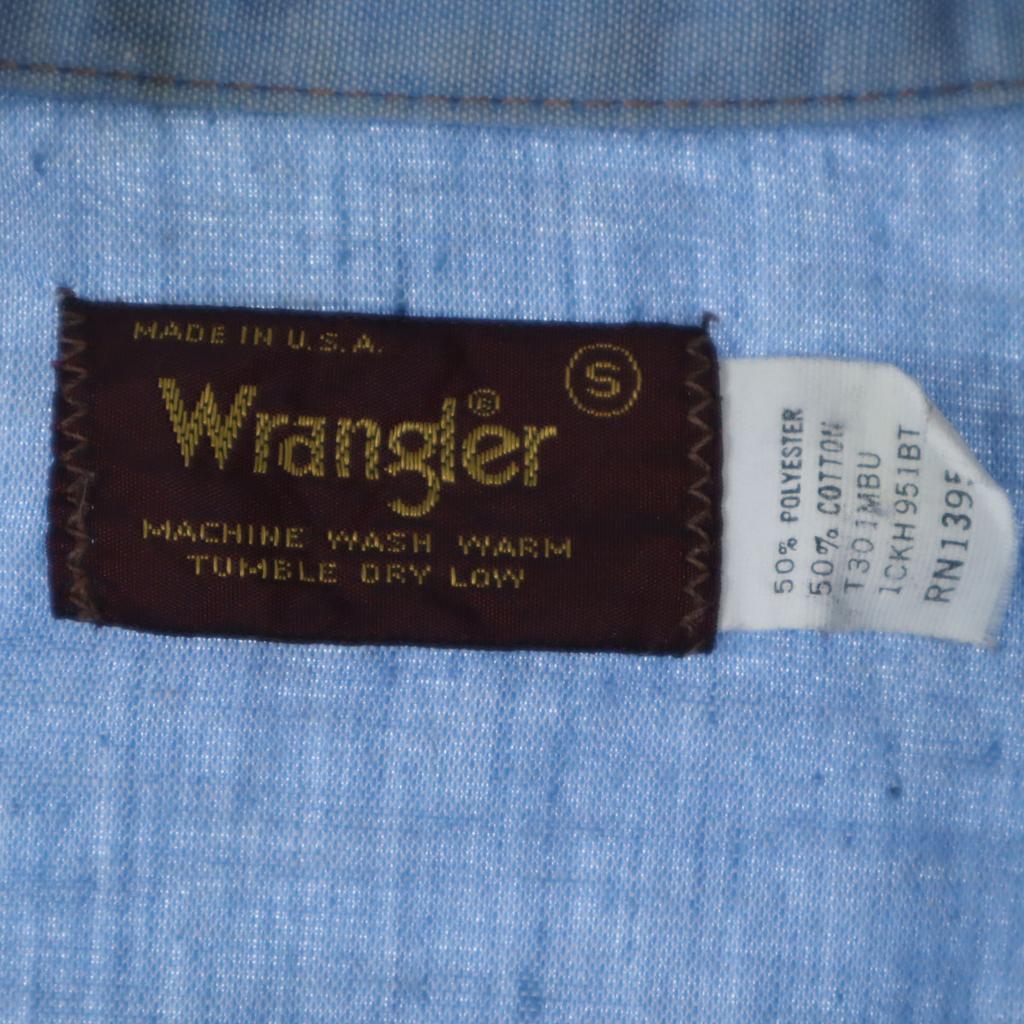 MADE IN U.S.A.
S
Wrangler®
MACHINE WASH WARM
TUMBLE DRY LOW
50% POLYESTER
50% COTTON
T301MBU
1CKH951BT